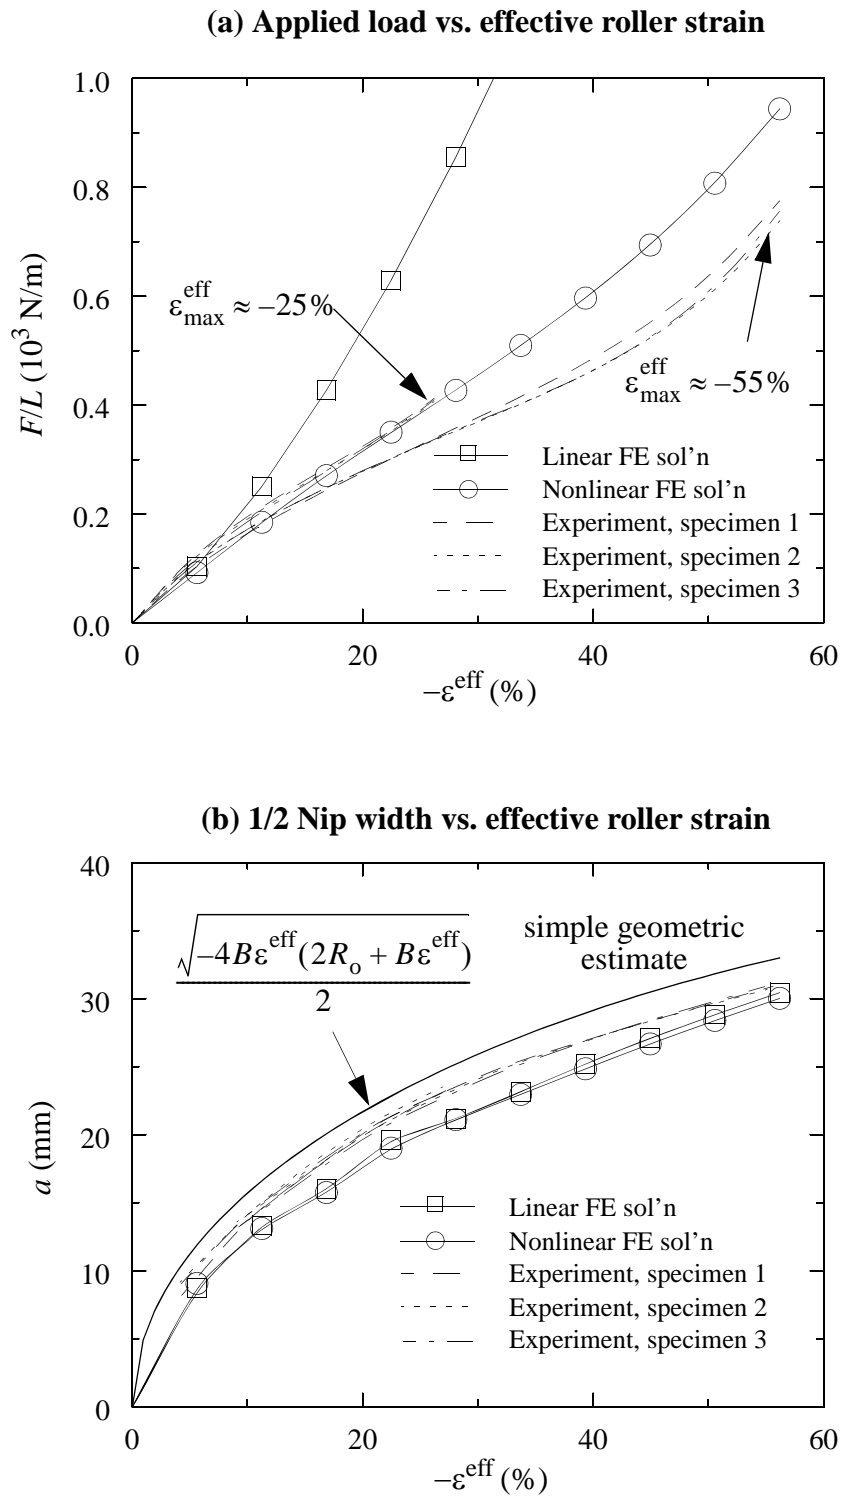 (a) Applied load vs. effective roller strain
1.0
0.8
0.6
0.4
0.2
0.0
F/L (10³ N/m)
ε^eff_max ≈ –25%
ε^eff_max ≈ –55%
Linear FE sol’n
Nonlinear FE sol’n
Experiment, specimen 1
Experiment, specimen 2
Experiment, specimen 3
0 20 40 60
–ε^eff (%)
(b) 1/2 Nip width vs. effective roller strain
40
30
20
10
0
a (mm)
√–4Bε^eff(2R_o + Bε^eff)
2
simple geometric
estimate
Linear FE sol’n
Nonlinear FE sol’n
Experiment, specimen 1
Experiment, specimen 2
Experiment, specimen 3
0 20 40 60
–ε^eff (%)